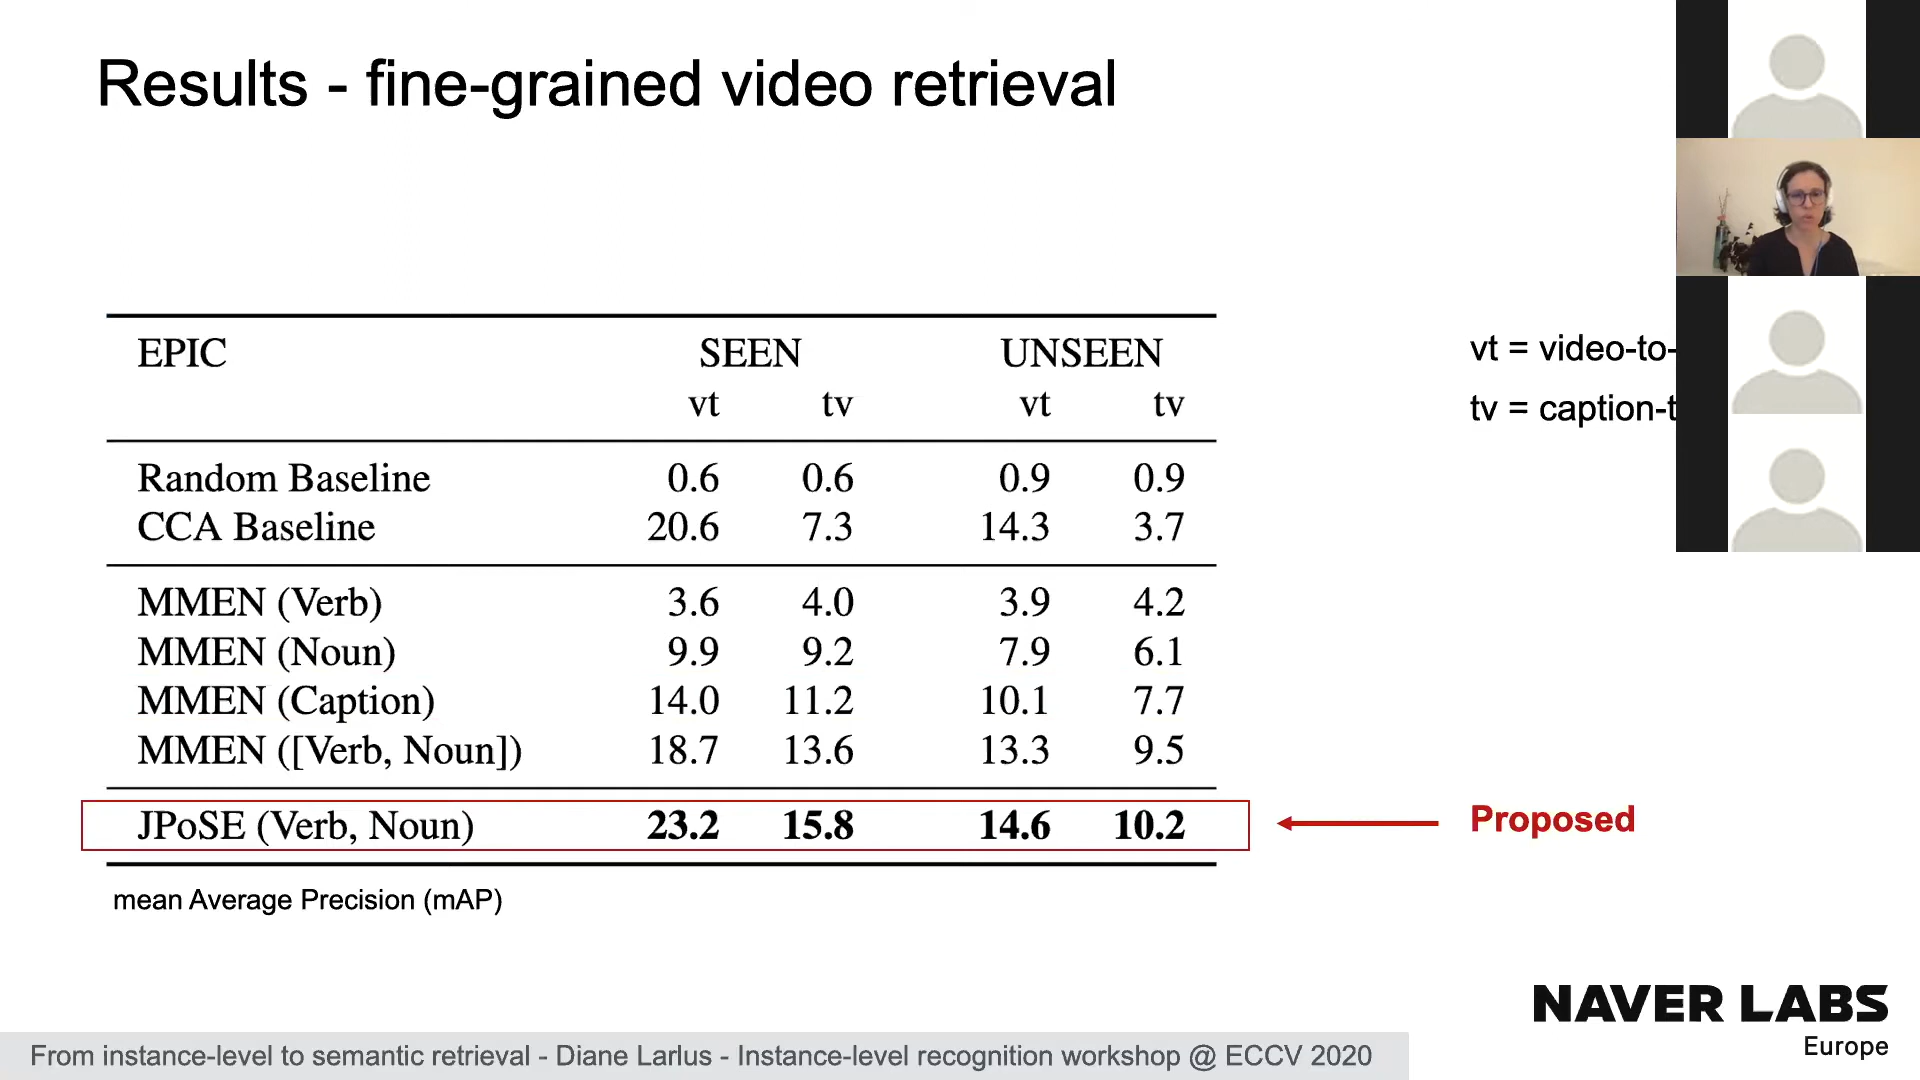 Results - fine-grained video retrieval
EPIC SEEN UNSEEN
vt tv vt tv
vt = video-to-
tv = caption-t
Random Baseline 0.6 0.6 0.9 0.9
CCA Baseline 20.6 7.3 14.3 3.7
MMEN (Verb) 3.6 4.0 3.9 4.2
MMEN (Noun) 9.9 9.2 7.9 6.1
MMEN (Caption) 14.0 11.2 10.1 7.7
MMEN ([Verb, Noun]) 18.7 13.6 13.3 9.5
JPoSE (Verb, Noun) 23.2 15.8 14.6 10.2
Proposed
mean Average Precision (mAP)
NAVER LABS
Europe
From instance-level to semantic retrieval - Diane Larlus - Instance-level recognition workshop @ ECCV 2020